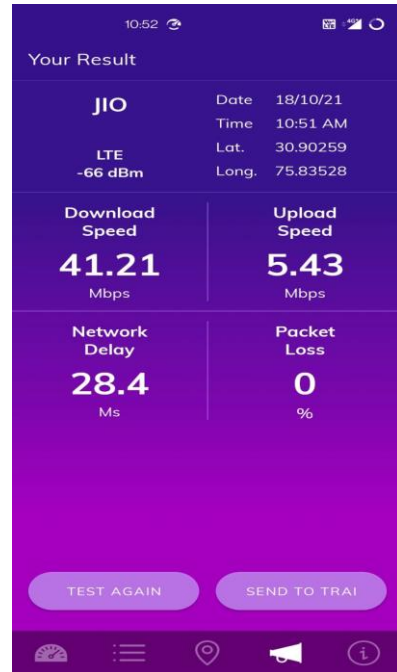 10:52
4G
Your Result
JIO
LTE
-66 dBm
Date 18/10/21
Time 10:51 AM
Lat. 30.90259
Long. 75.83528
Download Speed
41.21
Mbps
Upload Speed
5.43
Mbps
Network Delay
28.4
Ms
Packet Loss
0
%
TEST AGAIN
SEND TO TRAI
i